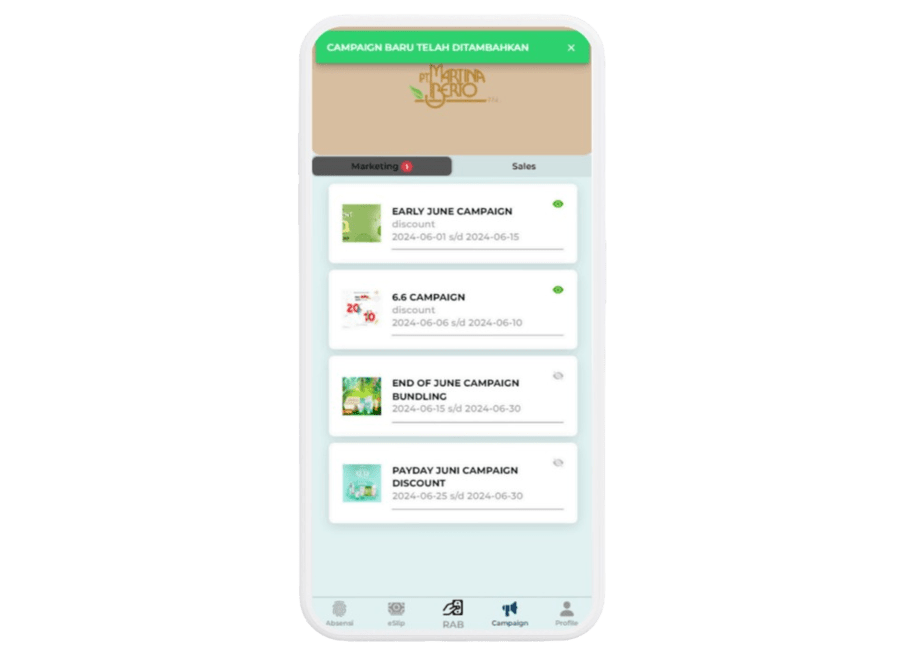 CAMPAIGN BARU TELAH DITAMBAHKAN ×
PT MARTINA
BERTO
Marketing 1
Sales
EARLY JUNE CAMPAIGN
discount
2024-06-01 s/d 2024-06-15
6.6 CAMPAIGN
discount
2024-06-06 s/d 2024-06-10
20
10
END OF JUNE CAMPAIGN
BUNDLING
2024-06-15 s/d 2024-06-30
PAYDAY JUNI CAMPAIGN
DISCOUNT
2024-06-25 s/d 2024-06-30
Absensi
eSlip
RAB
Campaign
Profile